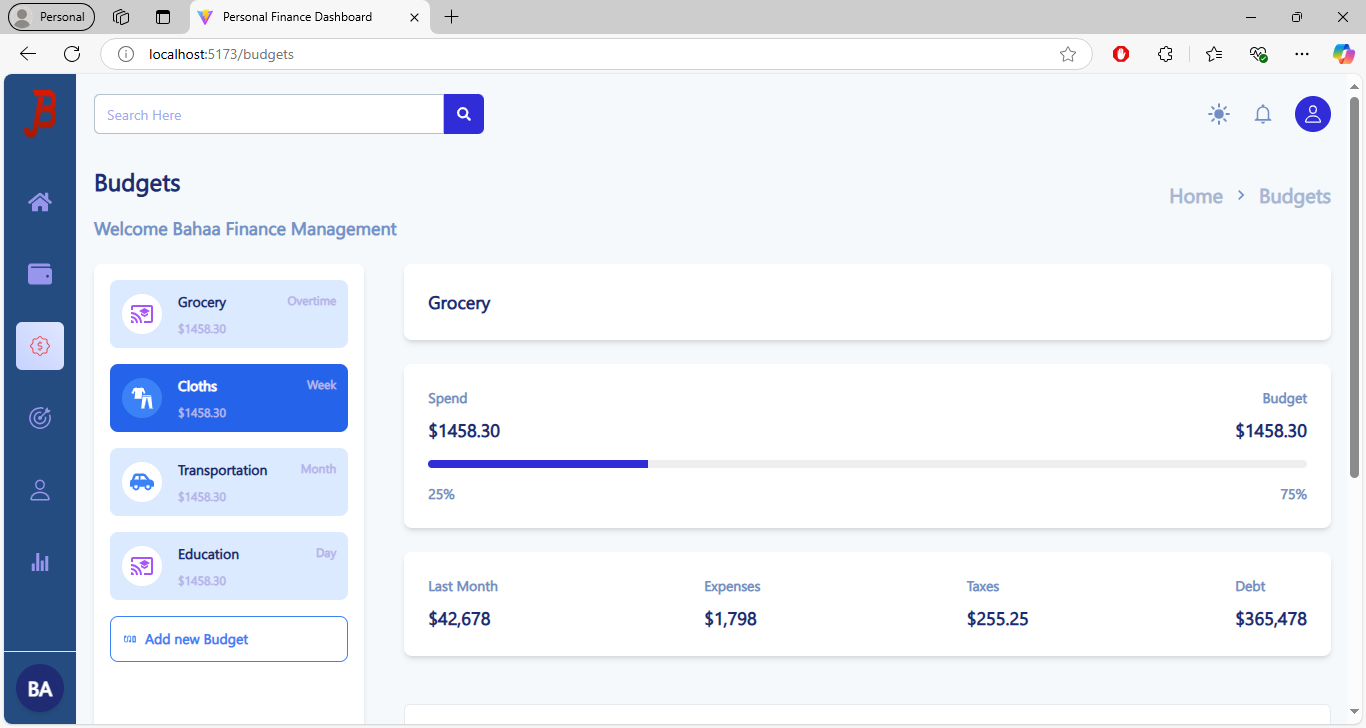 Personal
Personal Finance Dashboard
localhost:5173/budgets
B
Search Here
Budgets
Home > Budgets
Welcome Bahaa Finance Management
Grocery Overtime
$1458.30
Cloths Week
$1458.30
Transportation Month
$1458.30
Education Day
$1458.30
Add new Budget
BA
Grocery
Spend Budget
$1458.30 $1458.30
25% 75%
Last Month Expenses Taxes Debt
$42,678 $1,798 $255.25 $365,478